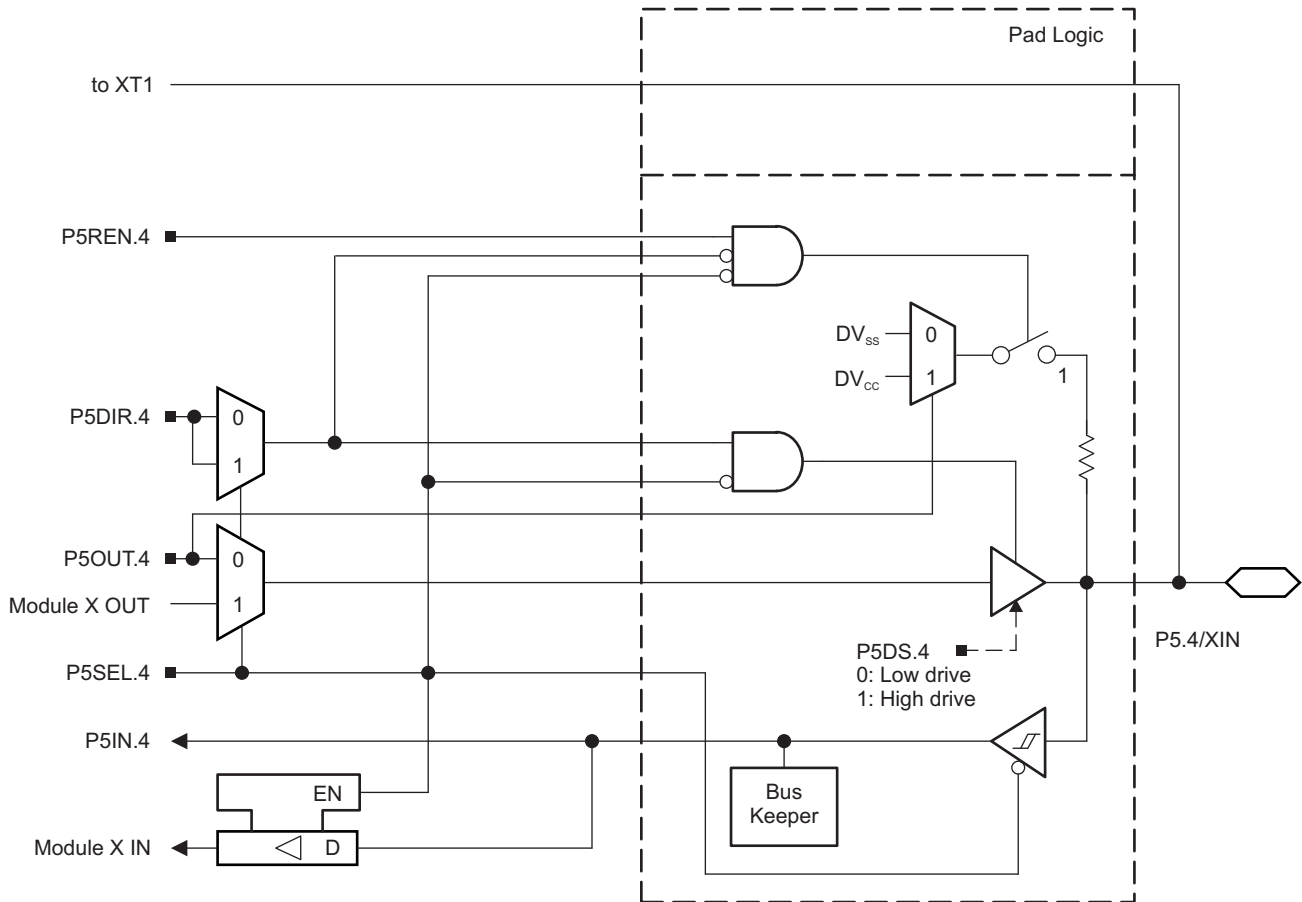 Pad Logic
to XT1
P5REN.4
DVSS
0
DVCC
1
1
P5DIR.4
0
1
P5OUT.4
0
Module X OUT
1
P5SEL.4
P5DS.4
0: Low drive
1: High drive
P5.4/XIN
P5IN.4
Bus
Keeper
EN
Module X IN
D